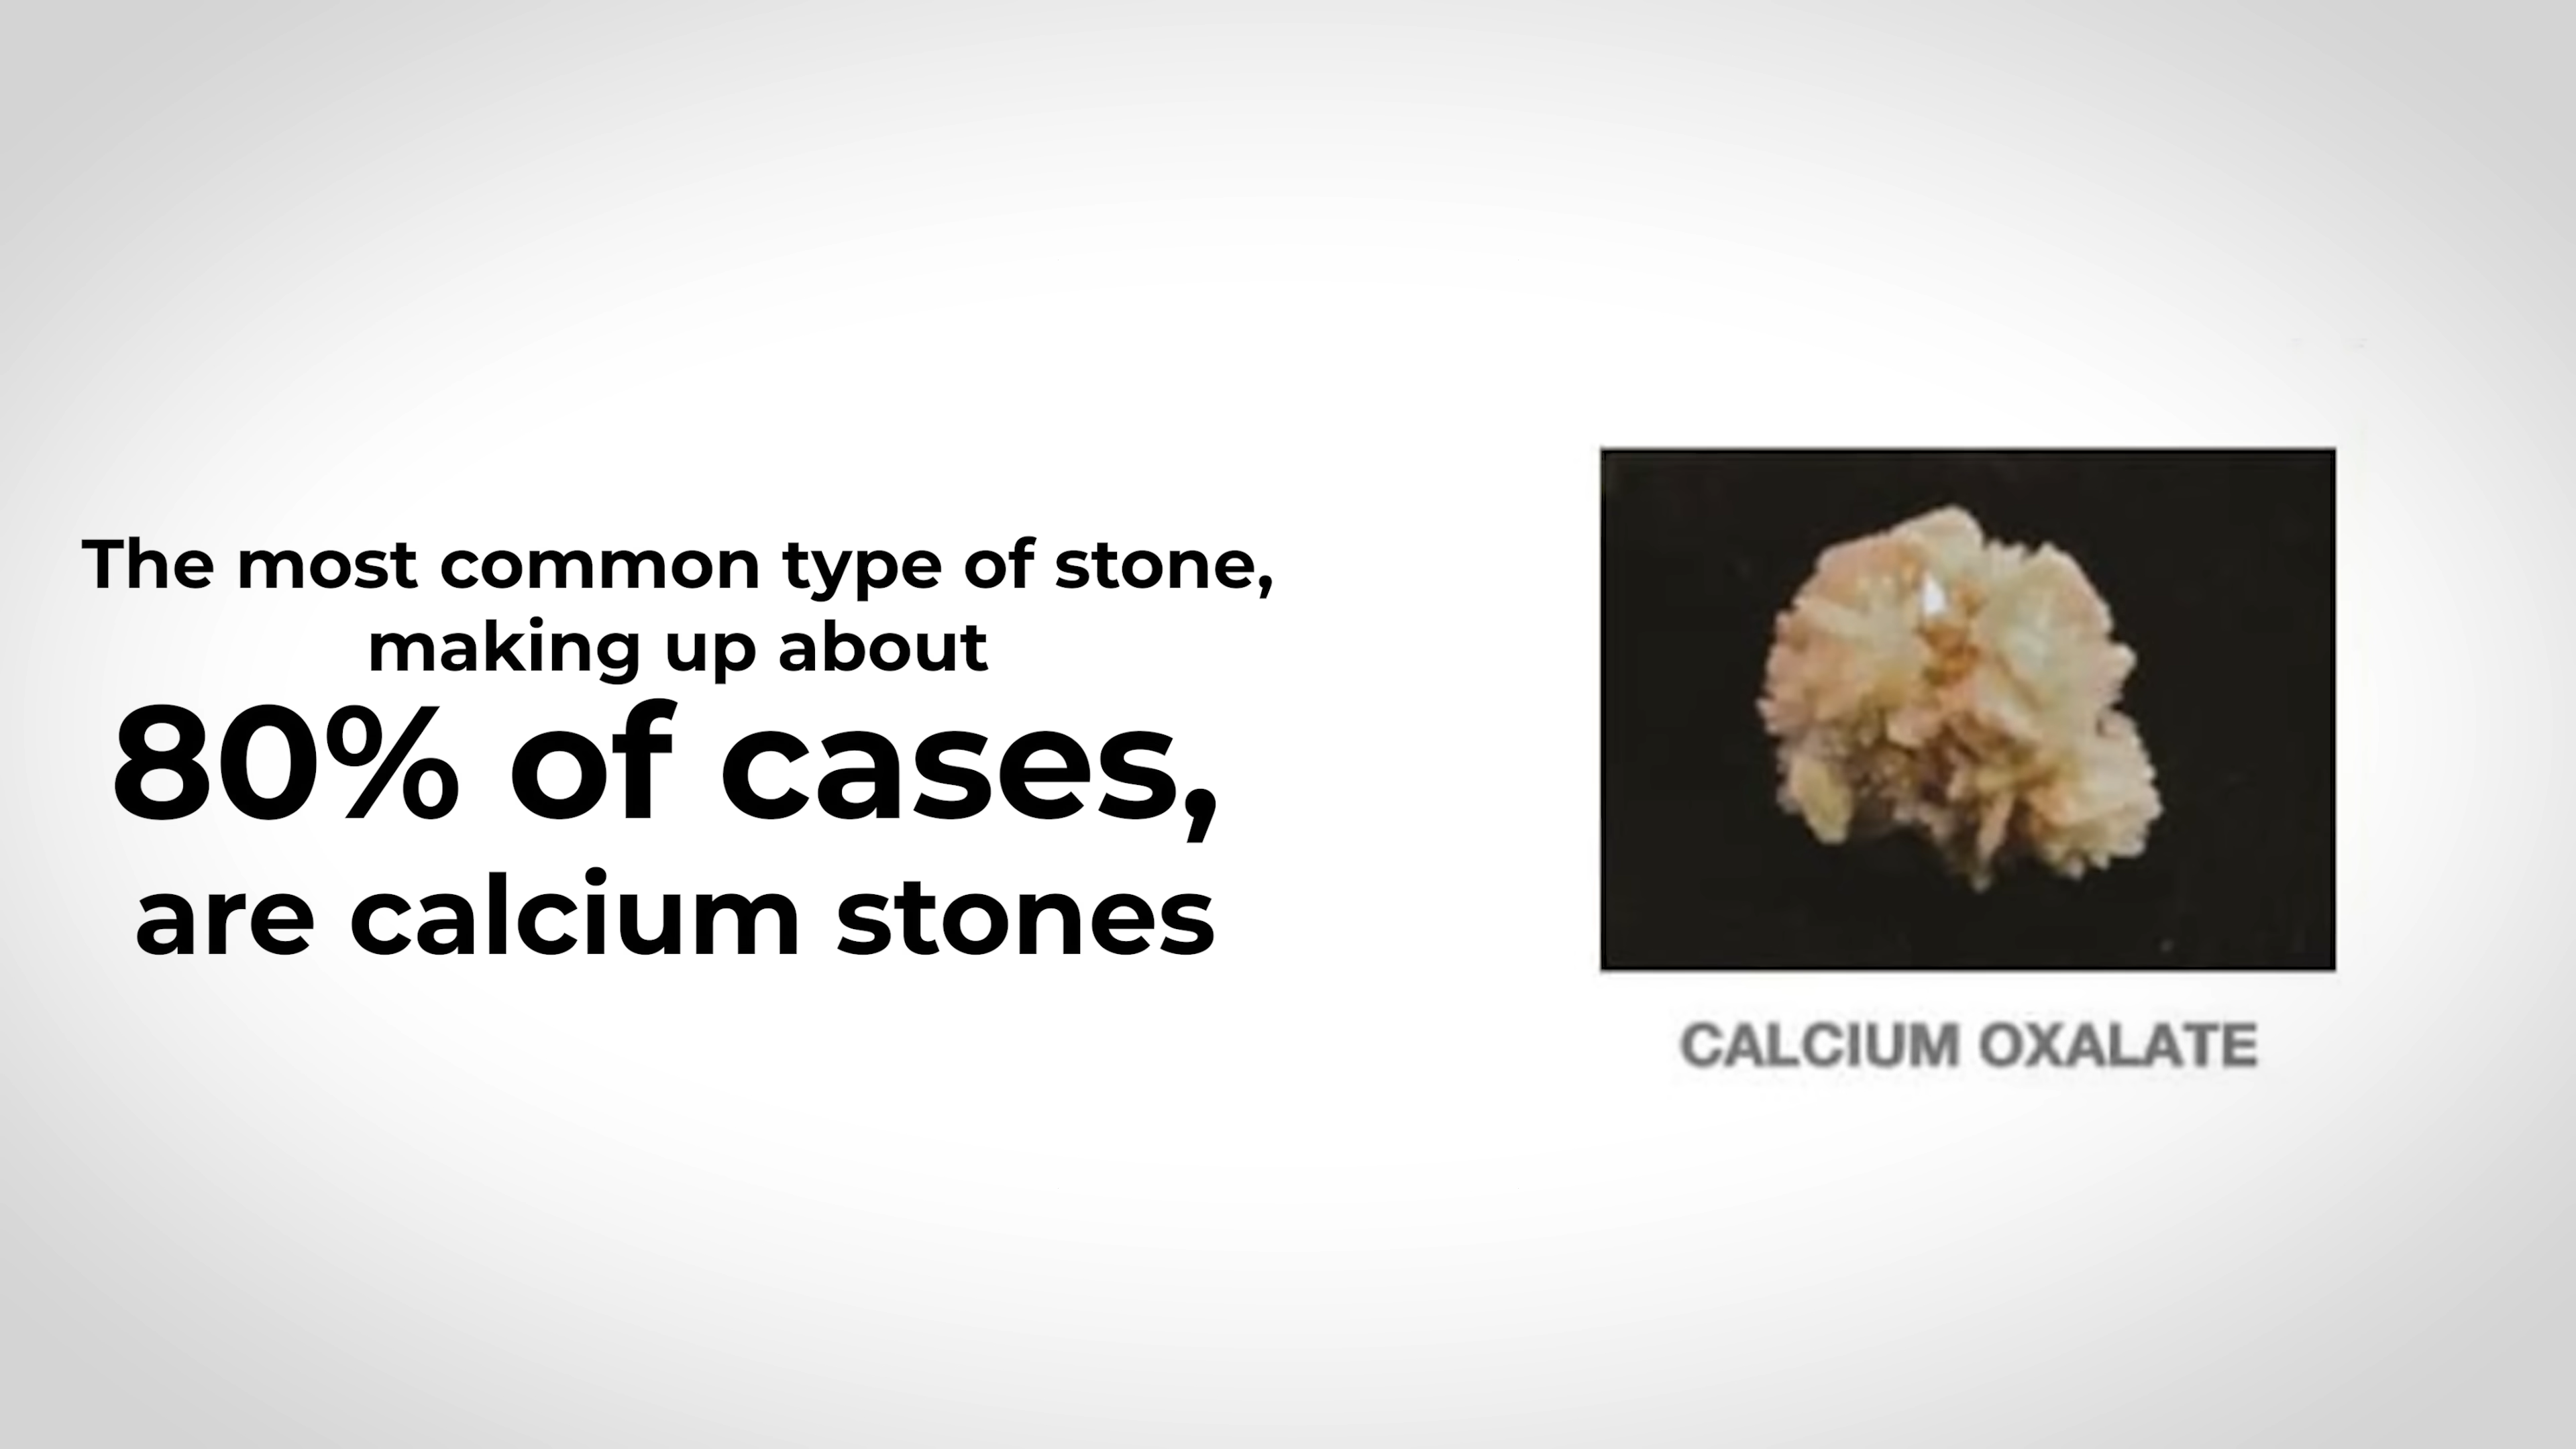 The most common type of stone,
making up about
80% of cases,
are calcium stones
CALCIUM OXALATE